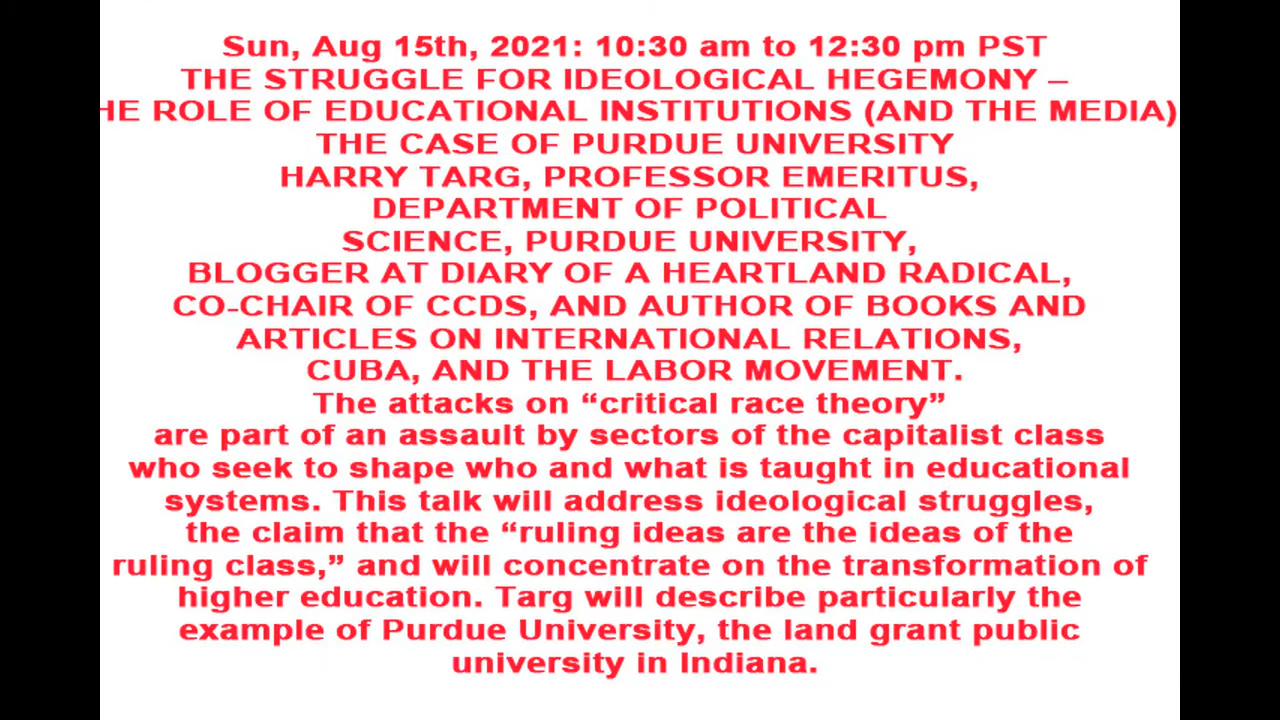 Sun, Aug 15th, 2021: 10:30 am to 12:30 pm PST
THE STRUGGLE FOR IDEOLOGICAL HEGEMONY –
HE ROLE OF EDUCATIONAL INSTITUTIONS (AND THE MEDIA)
THE CASE OF PURDUE UNIVERSITY
HARRY TARG, PROFESSOR EMERITUS,
DEPARTMENT OF POLITICAL
SCIENCE, PURDUE UNIVERSITY,
BLOGGER AT DIARY OF A HEARTLAND RADICAL,
CO-CHAIR OF CCDS, AND AUTHOR OF BOOKS AND
ARTICLES ON INTERNATIONAL RELATIONS,
CUBA, AND THE LABOR MOVEMENT.
The attacks on “critical race theory”
are part of an assault by sectors of the capitalist class
who seek to shape who and what is taught in educational
systems. This talk will address ideological struggles,
the claim that the “ruling ideas are the ideas of the
ruling class,” and will concentrate on the transformation of
higher education. Targ will describe particularly the
example of Purdue University, the land grant public
university in Indiana.